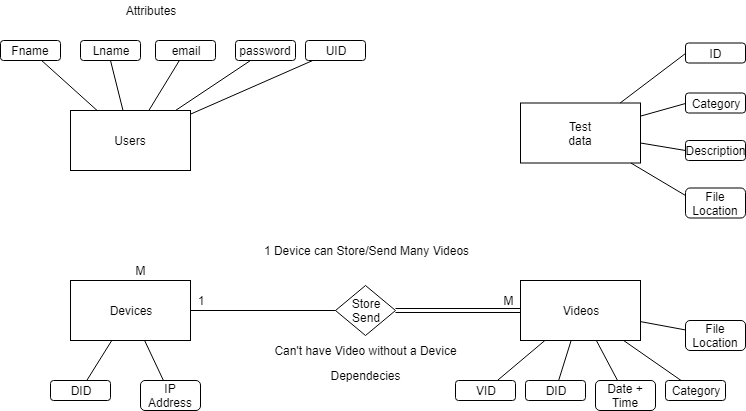 Attributes
Fname
Lname
email
password
UID
ID
Users
Test
data
Category
Description
File
Location
1 Device can Store/Send Many Videos
M
Devices
1
Store
Send
M
Videos
File
Location
Can't have Video without a Device
Dependecies
DID
IP
Address
VID
DID
Date +
Time
Category